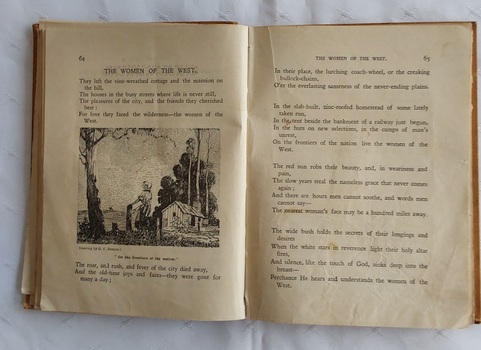 64
THE WOMEN OF THE WEST.
They left the vine-wreathed cottage and the mansion on
the hill,
The houses in the busy streets where life is never still,
The pleasures of the city, and the friends they cherished
best:
For love they faced the wilderness—the women of the
West.
"On the frontiers of the nation."
The roar, and rush, and fever of the city died away,
And the old-time joys and faces—they were gone for
many a day;
THE WOMEN OF THE WEST.
65
In their place, the lurching coach-wheel, or the creaking
bullock-chains,
O'er the everlasting sameness of the never-ending plains.
In the slab-built, zinc-roofed homestead of some lately
taken run,
In the tent beside the bankment of a railway just begun,
In the huts on new selections, in the camps of man's
unrest,
On the frontiers of the nation live the women of the
West.
The red sun robs their beauty, and, in weariness and
pain,
The slow years steal the nameless grace that never comes
again;
And there are hours men cannot soothe, and words men
cannot say—
The nearest woman's face may be a hundred miles away.
The wide bush holds the secrets of their longings and
desires
When the white stars in reverence light their holy altar
fires,
And silence, like the touch of God, sinks deep into the
breast—
Perchance He hears and understands the women of the
West.